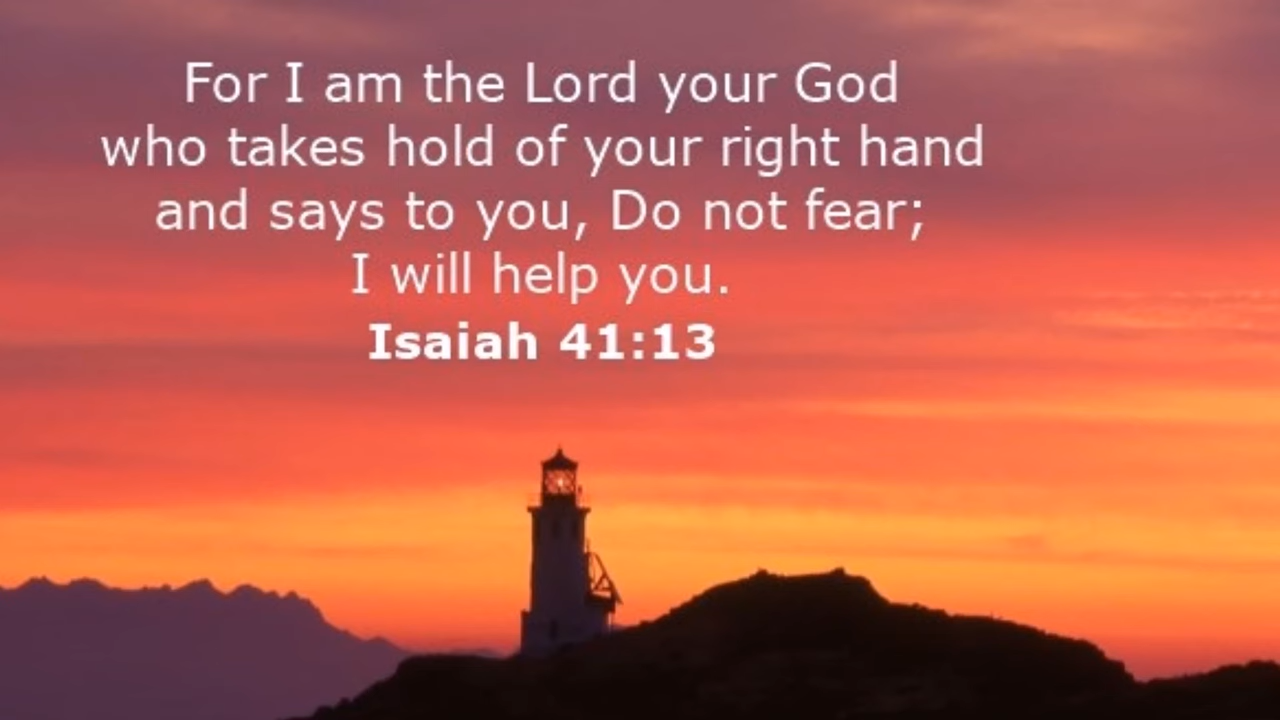 For I am the Lord your God
who takes hold of your right hand
and says to you, Do not fear;
I will help you.
Isaiah 41:13